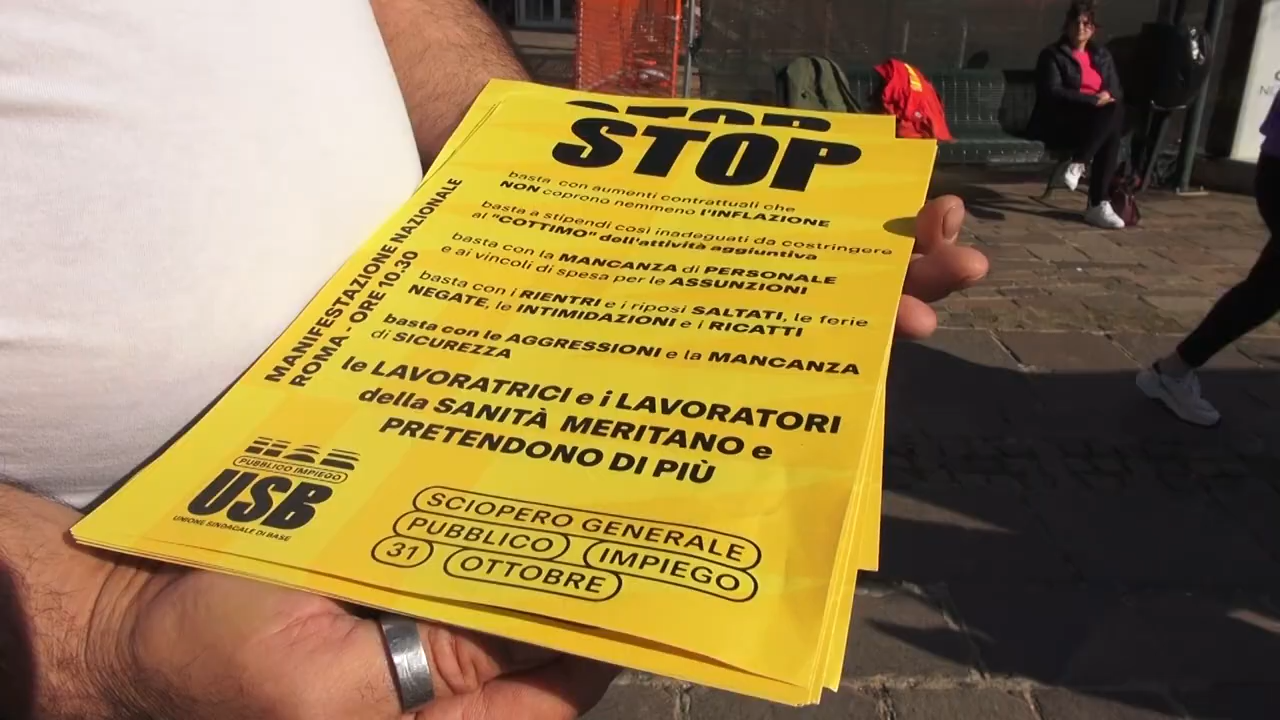 STOP
STOP
basta con aumenti contrattuali che
NON coprono nemmeno l'INFLAZIONE
basta a stipendi così inadeguati da costringere
al "COTTIMO" dell'attività aggiuntiva
basta con la MANCANZA di PERSONALE
e ai vincoli di spesa per le ASSUNZIONI
basta con i RIENTRI e i riposi SALTATI, le ferie
NEGATE, le INTIMIDAZIONI e i RICATTI
basta con le AGGRESSIONI e la MANCANZA
di SICUREZZA
le LAVORATRICI e i LAVORATORI
della SANITÀ MERITANO e
PRETENDONO DI PIÙ
MANIFESTAZIONE NAZIONALE
ROMA - ORE 10.30
PUBBLICO IMPIEGO
USB
UNIONE SINDACALE DI BASE
SCIOPERO GENERALE
PUBBLICO IMPIEGO
31 OTTOBRE